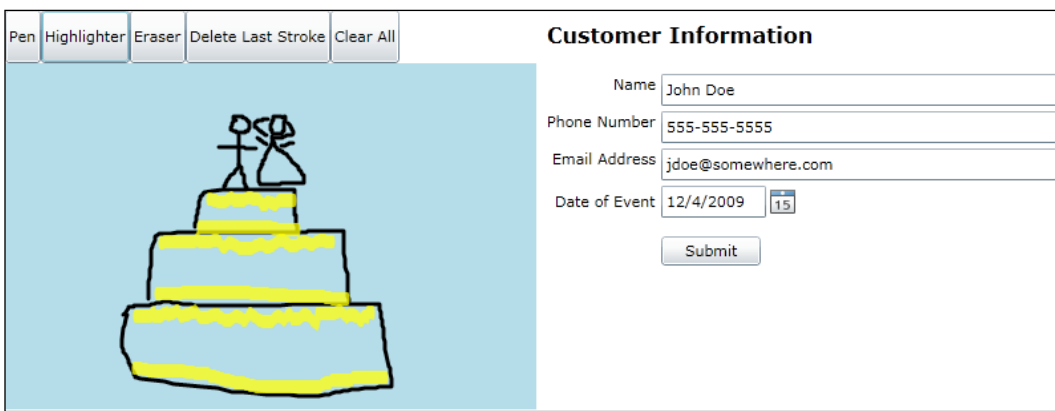 Pen Highlighter Eraser Delete Last Stroke Clear All
Customer Information
Name John Doe
Phone Number 555-555-5555
Email Address jdoe@somewhere.com
Date of Event 12/4/2009 15
Submit